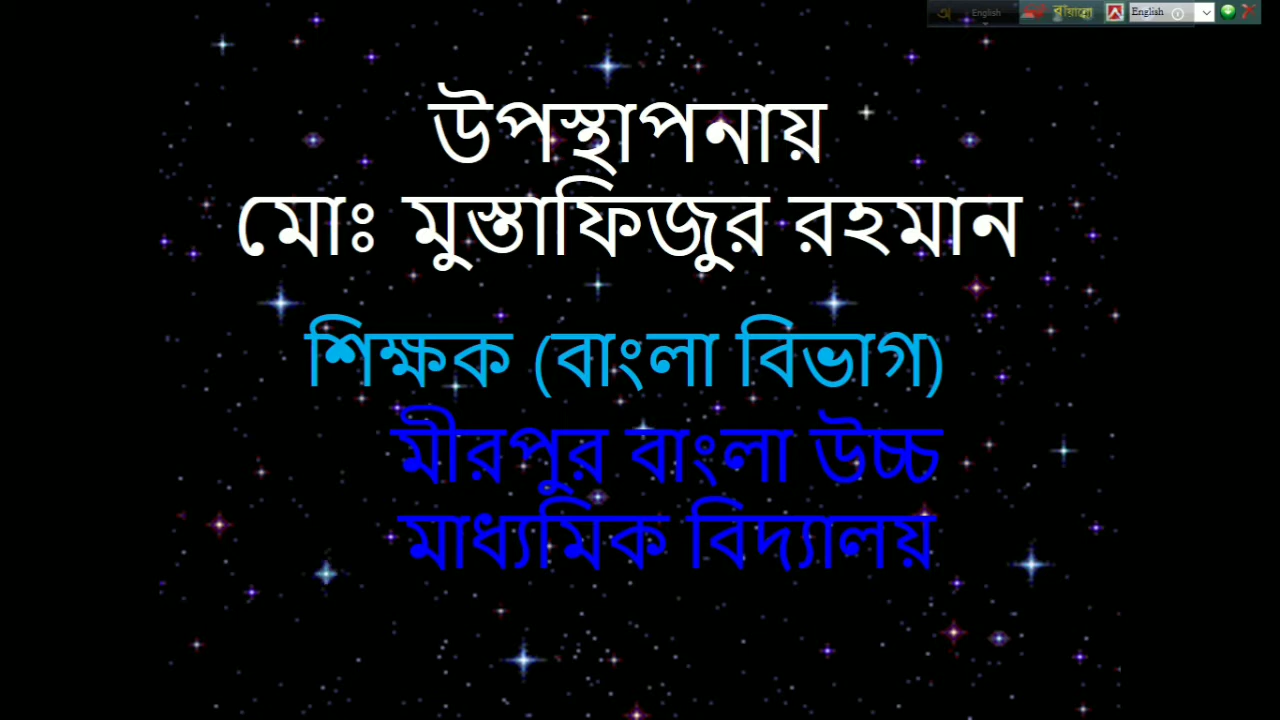 English
English
উপস্থাপনায়
মোঃ মুস্তাফিজুর রহমান
শিক্ষক (বাংলা বিভাগ)
মীরপুর বাংলা উচ্চ
মাধ্যমিক বিদ্যালয়